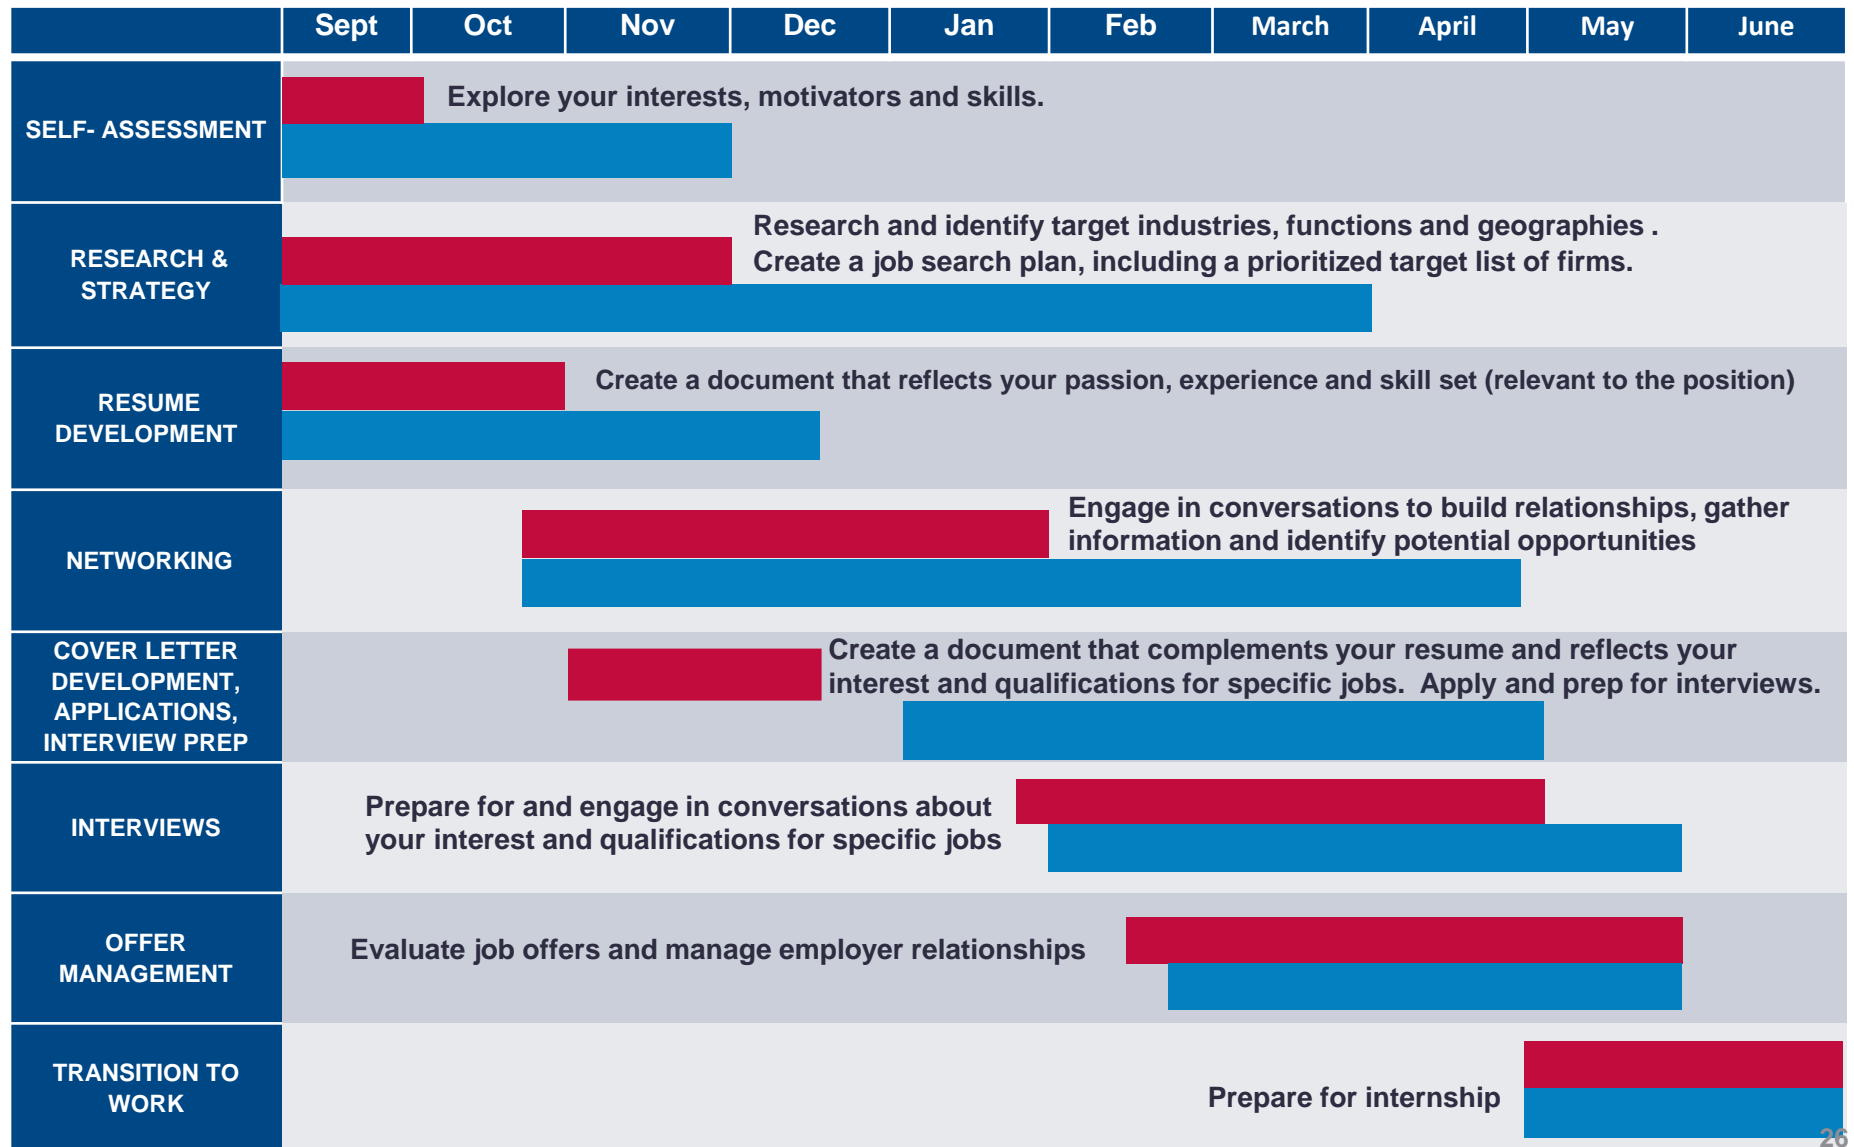 Sept Oct Nov Dec Jan Feb March April May June
SELF- ASSESSMENT
Explore your interests, motivators and skills.
RESEARCH &
STRATEGY
Research and identify target industries, functions and geographies .
Create a job search plan, including a prioritized target list of firms.
RESUME
DEVELOPMENT
Create a document that reflects your passion, experience and skill set (relevant to the position)
NETWORKING
Engage in conversations to build relationships, gather
information and identify potential opportunities
COVER LETTER
DEVELOPMENT,
APPLICATIONS,
INTERVIEW PREP
Create a document that complements your resume and reflects your
interest and qualifications for specific jobs.  Apply and prep for interviews.
INTERVIEWS
Prepare for and engage in conversations about
your interest and qualifications for specific jobs
OFFER
MANAGEMENT
Evaluate job offers and manage employer relationships
TRANSITION TO
WORK
Prepare for internship
26